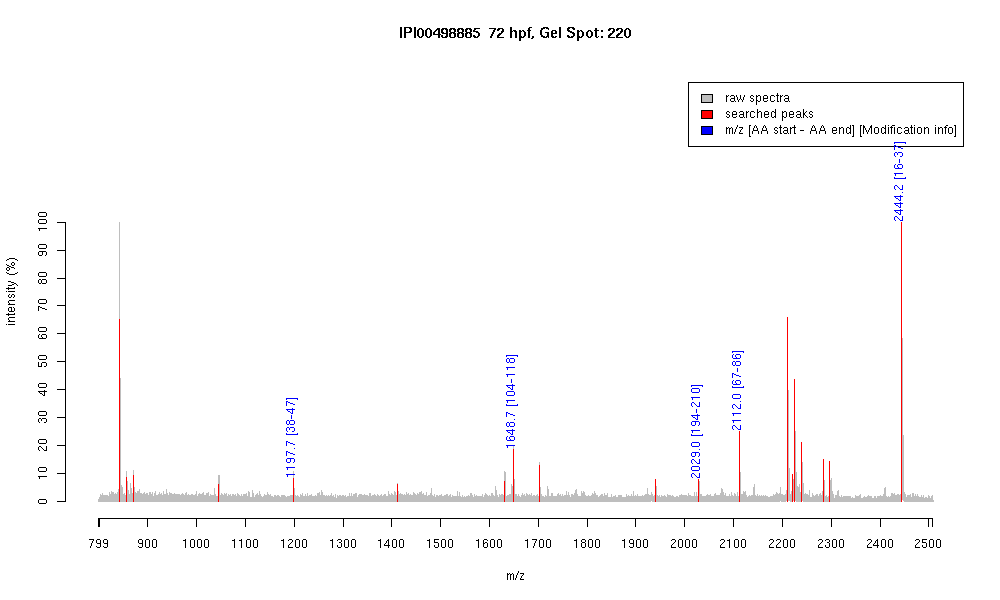 IPI00498885 72 hpf, Gel Spot: 220
raw spectra
searched peaks
m/z [AA start - AA end] [Modification info]
2444.2 [16-37]
2112.0 [67-86]
1648.7 [104-118]
2029.0 [194-210]
1197.7 [38-47]
intensity (%)
100
90
80
70
60
50
40
30
20
10
0
799 900 1000 1100 1200 1300 1400 1500 1600 1700 1800 1900 2000 2100 2200 2300 2400 2500
m/z